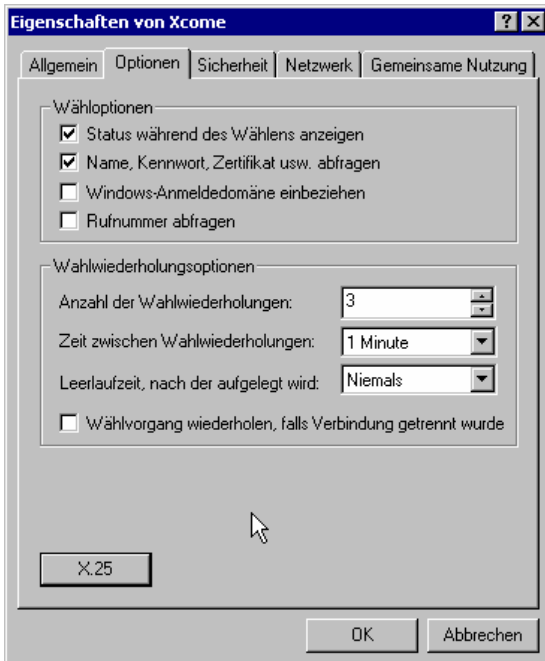 Eigenschaften von Xcome
Allgemein Optionen Sicherheit Netzwerk Gemeinsame Nutzung
Wähloptionen
Status während des Wählens anzeigen
Name, Kennwort, Zertifikat usw. abfragen
Windows-Anmeldedomäne einbeziehen
Rufnummer abfragen
Wahlwiederholungsoptionen
Anzahl der Wahlwiederholungen: 3
Zeit zwischen Wahlwiederholungen: 1 Minute
Leerlaufzeit, nach der aufgelegt wird: Niemals
Wählvorgang wiederholen, falls Verbindung getrennt wurde
X.25
OK Abbrechen